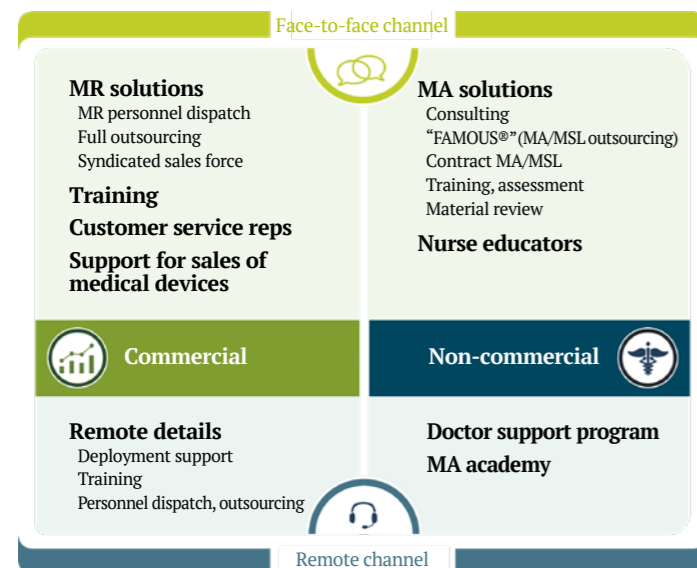 Face-to-face channel
MR solutions
MR personnel dispatch
Full outsourcing
Syndicated sales force
Training
Customer service reps
Support for sales of
medical devices
MA solutions
Consulting
“FAMOUS®”(MA/MSL outsourcing)
Contract MA/MSL
Training, assessment
Material review
Nurse educators
Commercial
Non-commercial
Remote details
Deployment support
Training
Personnel dispatch, outsourcing
Doctor support program
MA academy
Remote channel